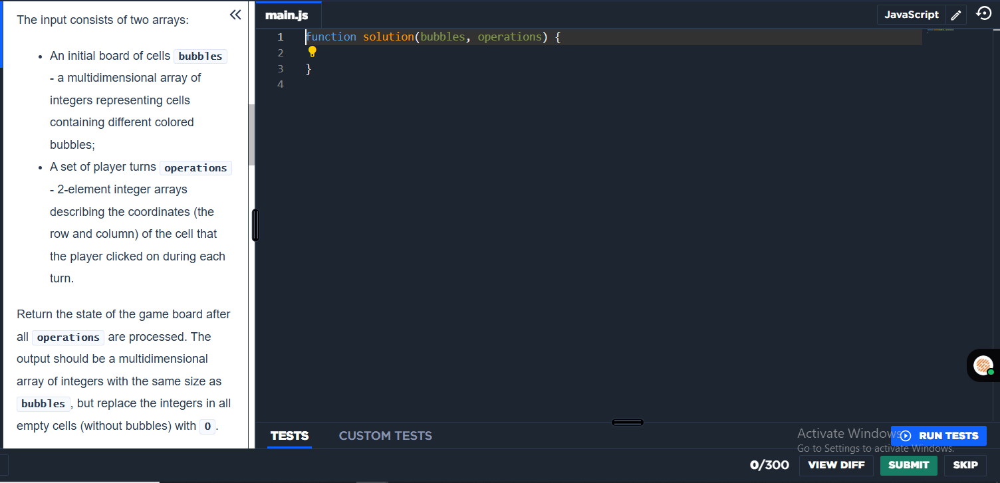 The input consists of two arrays:
An initial board of cells bubbles
- a multidimensional array of
integers representing cells
containing different colored
bubbles;
A set of player turns operations
- 2-element integer arrays
describing the coordinates (the
row and column) of the cell that
the player clicked on during each
turn.
Return the state of the game board after
all operations are processed. The
output should be a multidimensional
array of integers with the same size as
bubbles, but replace the integers in all
empty cells (without bubbles) with 0.
main.js
JavaScript
1 function solution(bubbles, operations) {
2
3 }
4
TESTS CUSTOM TESTS
Activate Windows
RUN TESTS
Go to Settings to activate Windows.
0/300 VIEW DIFF SUBMIT SKIP